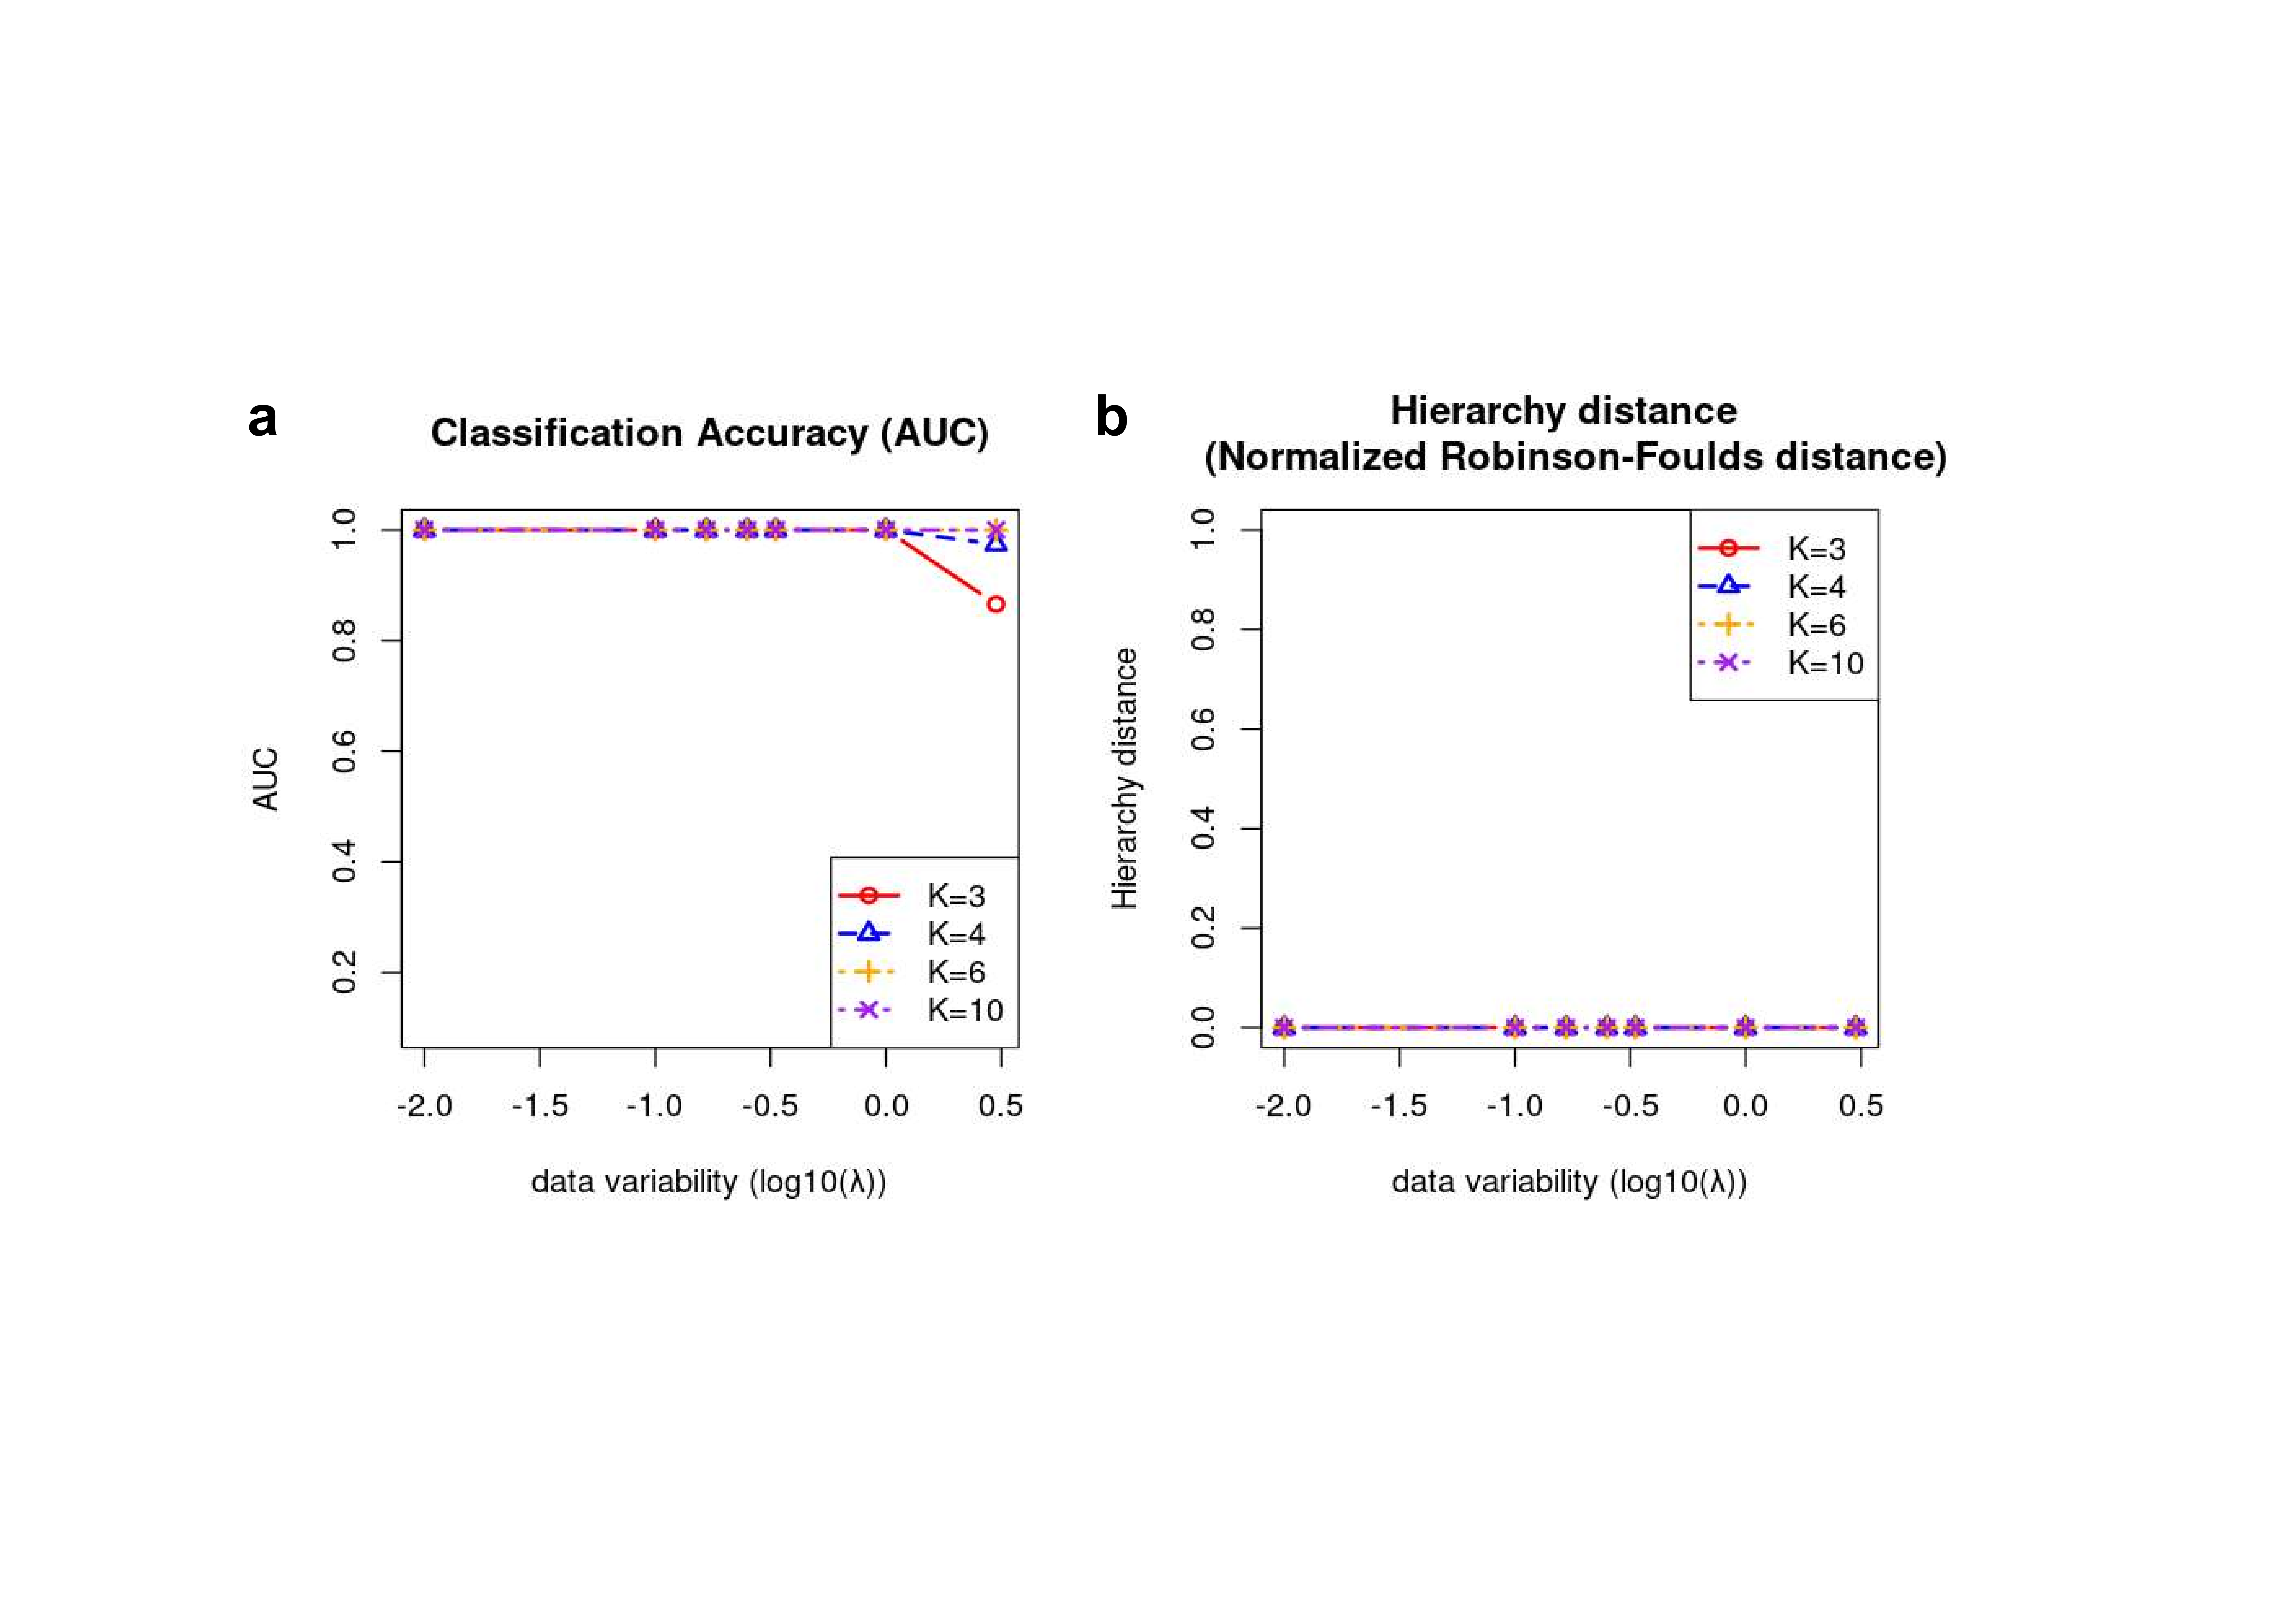 a
Classification Accuracy (AUC)
AUC
1.0
0.8
0.6
0.4
0.2
K=3
K=4
K=6
K=10
-2.0 -1.5 -1.0 -0.5 0.0 0.5
data variability (log10(λ))
b
Hierarchy distance
(Normalized Robinson-Foulds distance)
Hierarchy distance
1.0
0.8
0.6
0.4
0.2
0.0
K=3
K=4
K=6
K=10
-2.0 -1.5 -1.0 -0.5 0.0 0.5
data variability (log10(λ))